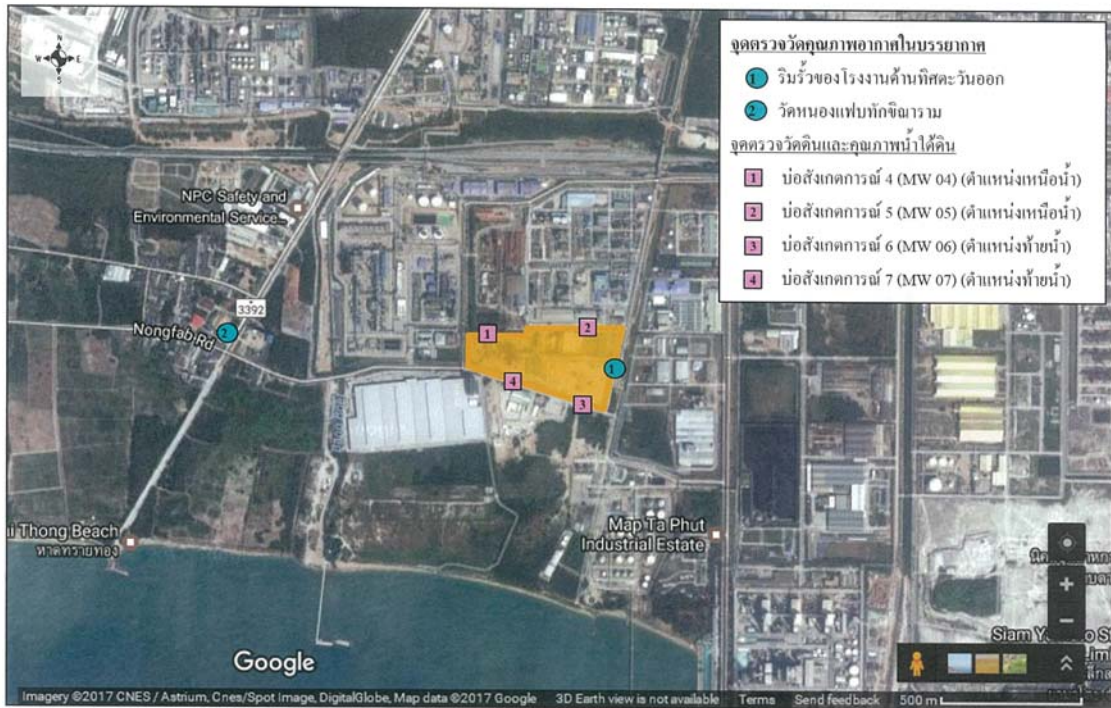 N
W E
S
จุดตรวจวัดคุณภาพอากาศในบรรยากาศ
1 ริมรั้วของโรงงานด้านทิศตะวันออก
2 วัดหนองแฟบทักขิณาราม
จุดตรวจวัดดินและคุณภาพน้ำใต้ดิน
1 บ่อสังเกตการณ์ 4 (MW 04) (ตำแหน่งเหนือน้ำ)
2 บ่อสังเกตการณ์ 5 (MW 05) (ตำแหน่งเหนือน้ำ)
3 บ่อสังเกตการณ์ 6 (MW 06) (ตำแหน่งท้ายน้ำ)
4 บ่อสังเกตการณ์ 7 (MW 07) (ตำแหน่งท้ายน้ำ)
NPC Safety and
Environmental Service...
3392
Nongfab Rd
2
1
2
1
4
3
Map Ta Phut
Industrial Estate
i Thong Beach
หาดทรายทอง
Siam
Google
Imagery ©2017 CNES / Astrium, Cnes/Spot Image, DigitalGlobe, Map data ©2017 Google 3D Earth view is not available Terms Send feedback 500 m